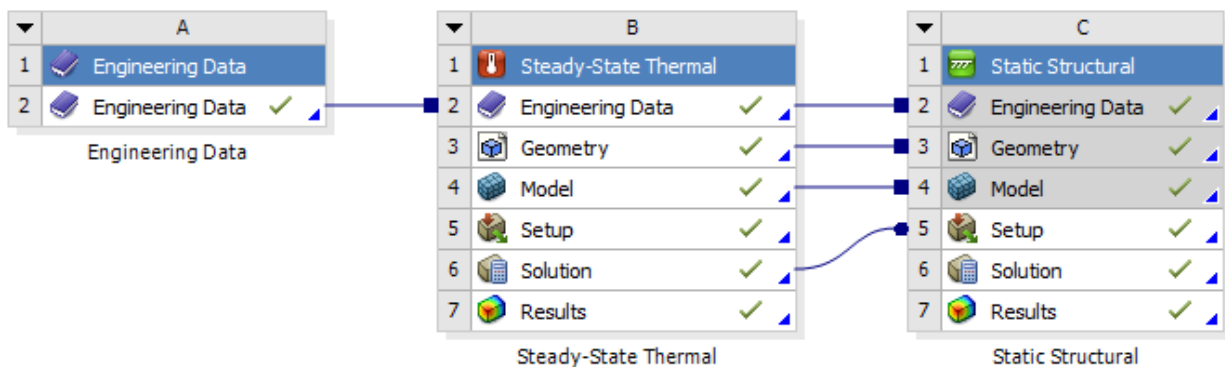 A
1 Engineering Data
2 Engineering Data
Engineering Data
B
1 Steady-State Thermal
2 Engineering Data
3 Geometry
4 Model
5 Setup
6 Solution
7 Results
Steady-State Thermal
C
1 Static Structural
2 Engineering Data
3 Geometry
4 Model
5 Setup
6 Solution
7 Results
Static Structural